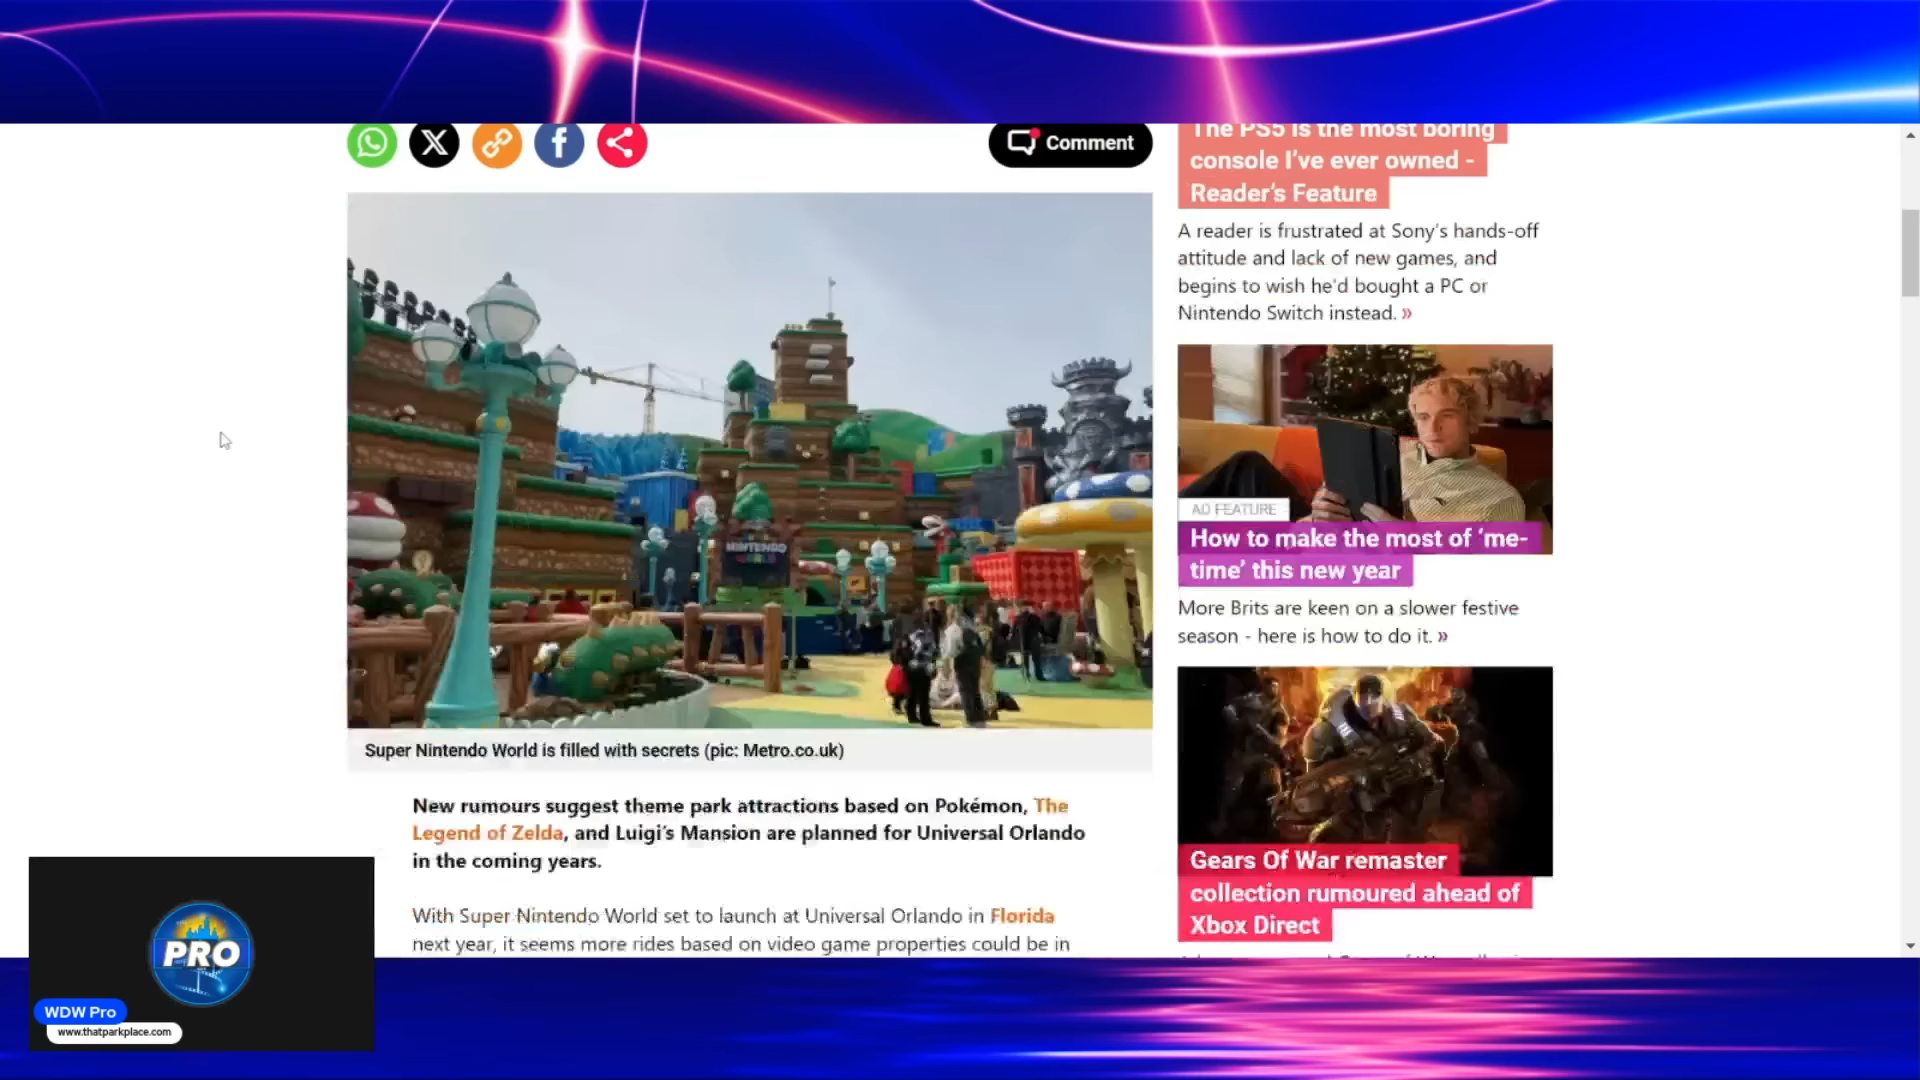 Comment
Super Nintendo World is filled with secrets (pic: Metro.co.uk)
New rumours suggest theme park attractions based on Pokémon, The
Legend of Zelda, and Luigi's Mansion are planned for Universal Orlando
in the coming years.
With Super Nintendo World set to launch at Universal Orlando in Florida
next year, it seems more rides based on video game properties could be in
The PS5 is the most boring
console I've ever owned -
Reader's Feature
A reader is frustrated at Sony's hands-off
attitude and lack of new games, and
begins to wish he'd bought a PC or
Nintendo Switch instead. »
AD FEATURE
How to make the most of 'me-
time' this new year
More Brits are keen on a slower festive
season - here is how to do it. »
Gears Of War remaster
collection rumoured ahead of
Xbox Direct
NINTENDO
PRO
WDW Pro
www.thatparkplace.com